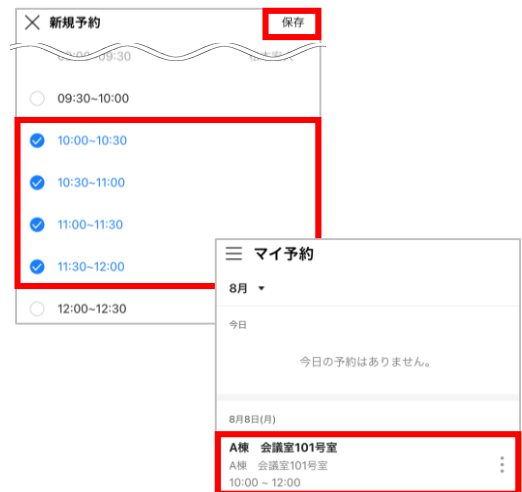 新規予約
保存
09:30~10:00
10:00~10:30
10:30~11:00
11:00~11:30
11:30~12:00
12:00~12:30
マイ予約
8月
今日
今日の予約はありません。
8月8日(月)
A棟 会議室101号室
A棟 会議室101号室
10:00 ~ 12:00